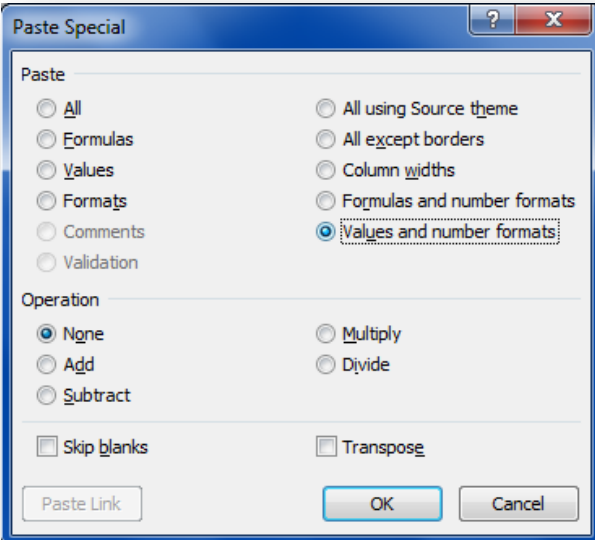 Paste Special
Paste
All
All using Source theme
Formulas
All except borders
Values
Column widths
Formats
Formulas and number formats
Comments
Values and number formats
Validation
Operation
None
Multiply
Add
Divide
Subtract
Skip blanks
Transpose
Paste Link
OK
Cancel